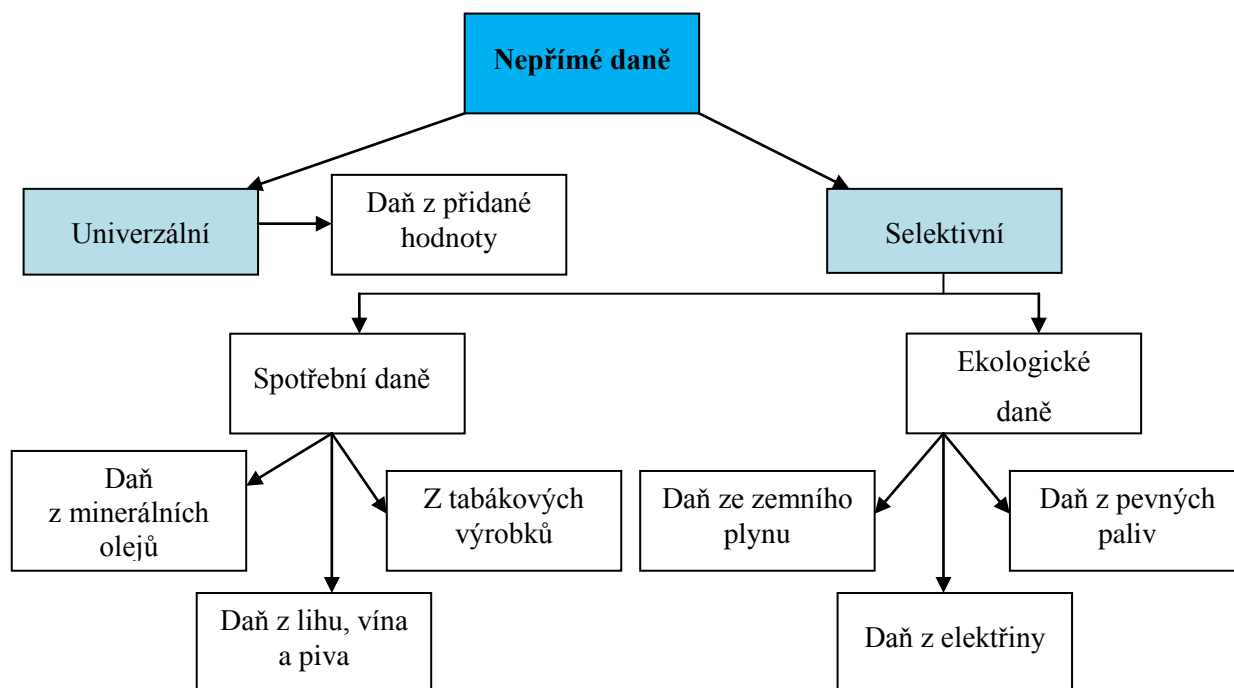 Nepřímé daně
Univerzální
Daň z přidané
hodnoty
Selektivní
Spotřební daně
Ekologické
daně
Daň
z minerálních
olejů
Z tabákových
výrobků
Daň ze zemního
plynu
Daň z pevných
paliv
Daň z lihu, vína
a piva
Daň z elektřiny